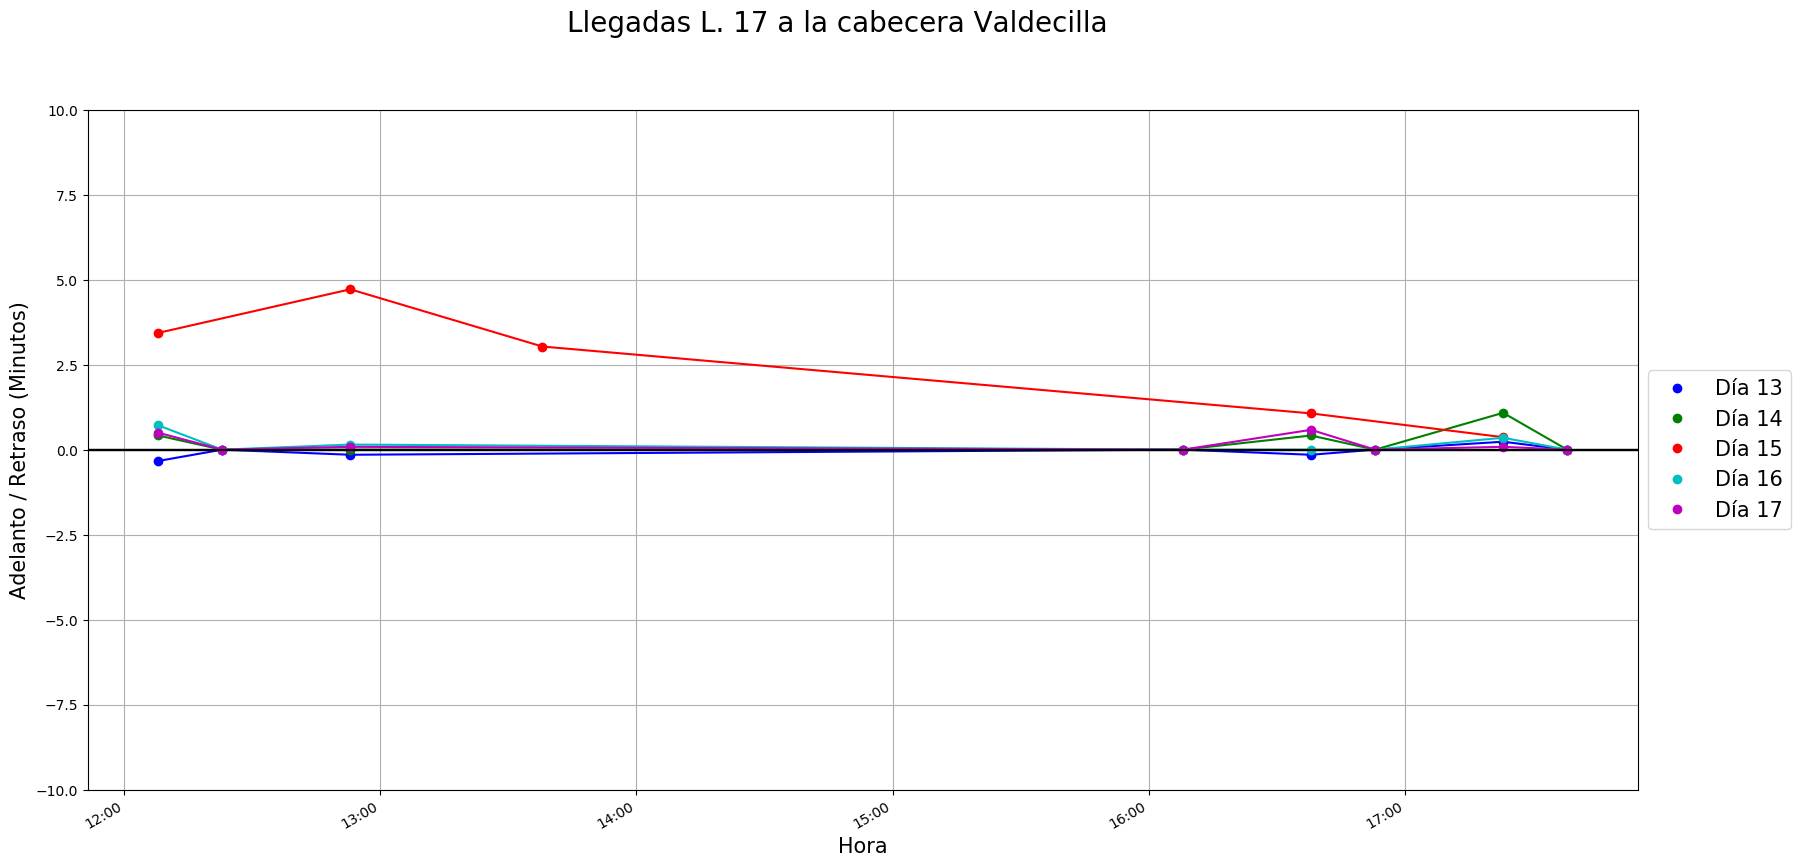 Llegadas L. 17 a la cabecera Valdecilla
Adelanto / Retraso (Minutos)
10.0
7.5
5.0
2.5
0.0
−2.5
−5.0
−7.5
−10.0
12:00
13:00
14:00
15:00
16:00
17:00
Hora
Día 13
Día 14
Día 15
Día 16
Día 17